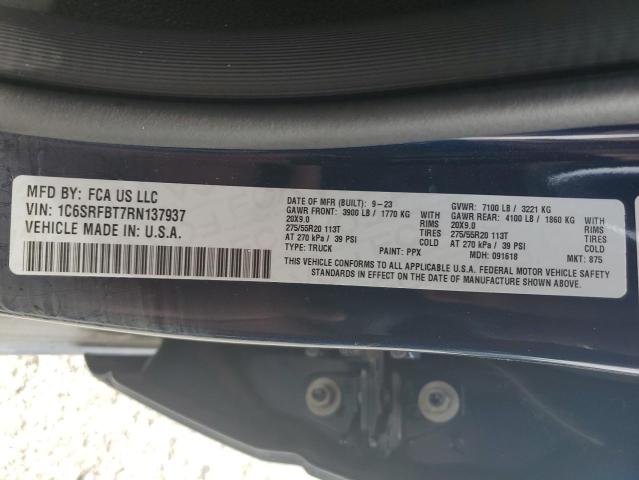 MFD BY: FCA US LLC
VIN: 1C6SRFBT7RN137937
VEHICLE MADE IN: U.S.A.
DATE OF MFR (BUILT): 9-23 GVWR: 7100 LB / 3221 KG
GAWR FRONT: 3900 LB / 1770 KG GAWR REAR: 4100 LB / 1860 KG
20X9.0 RIMS 20X9.0 RIMS
275/55R20 113T TIRES 275/55R20 113T TIRES
AT 270 kPa / 39 PSI COLD AT 270 kPa / 39 PSI COLD
TYPE: TRUCK PAINT: PPX MDH: 091618 MKT: 875
THIS VEHICLE CONFORMS TO ALL APPLICABLE U.S.A. FEDERAL MOTOR VEHICLE SAFETY
STANDARDS IN EFFECT ON THE DATE OF MANUFACTURE SHOWN ABOVE